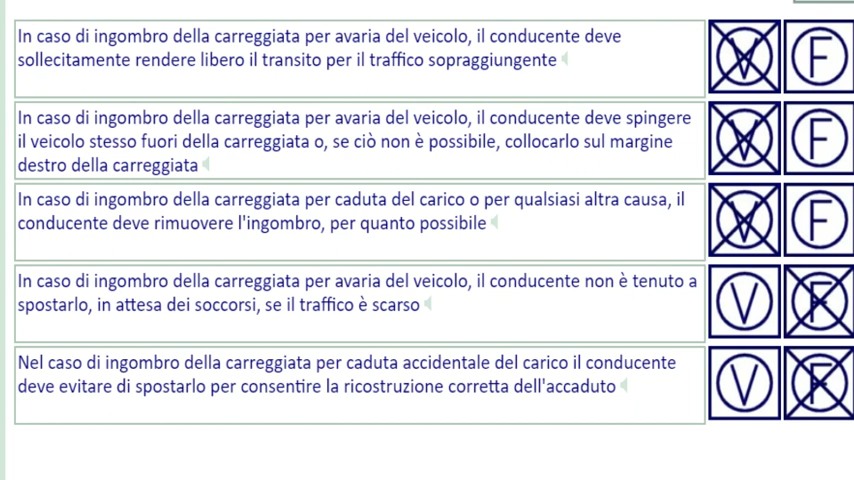 In caso di ingombro della carreggiata per avaria del veicolo, il conducente deve
sollecitamente rendere libero il transito per il traffico sopraggiungente
V F
In caso di ingombro della carreggiata per avaria del veicolo, il conducente deve spingere
il veicolo stesso fuori della carreggiata o, se ciò non è possibile, collocarlo sul margine
destro della carreggiata
V F
In caso di ingombro della carreggiata per caduta del carico o per qualsiasi altra causa, il
conducente deve rimuovere l'ingombro, per quanto possibile
V F
In caso di ingombro della carreggiata per avaria del veicolo, il conducente non è tenuto a
spostarlo, in attesa dei soccorsi, se il traffico è scarso
V F
Nel caso di ingombro della carreggiata per caduta accidentale del carico il conducente
deve evitare di spostarlo per consentire la ricostruzione corretta dell'accaduto
V F